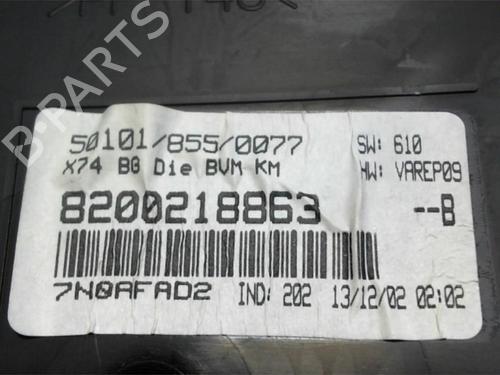 50101/855/0077 SW: 610
X74 BG Die BVM KM HW: VAREP09
8200218863 --B
7N0AFAD2 IND: 202 13/12/02 02:02